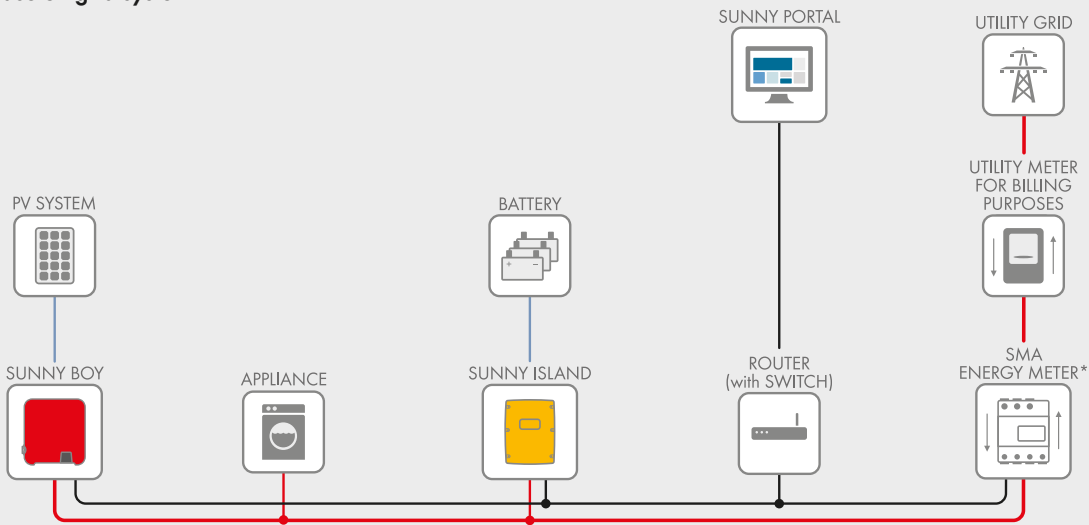 SUNNY PORTAL
UTILITY GRID
UTILITY METER
FOR BILLING
PURPOSES
PV SYSTEM
BATTERY
SUNNY BOY
APPLIANCE
SUNNY ISLAND
ROUTER
(with SWITCH)
SMA
ENERGY METER*